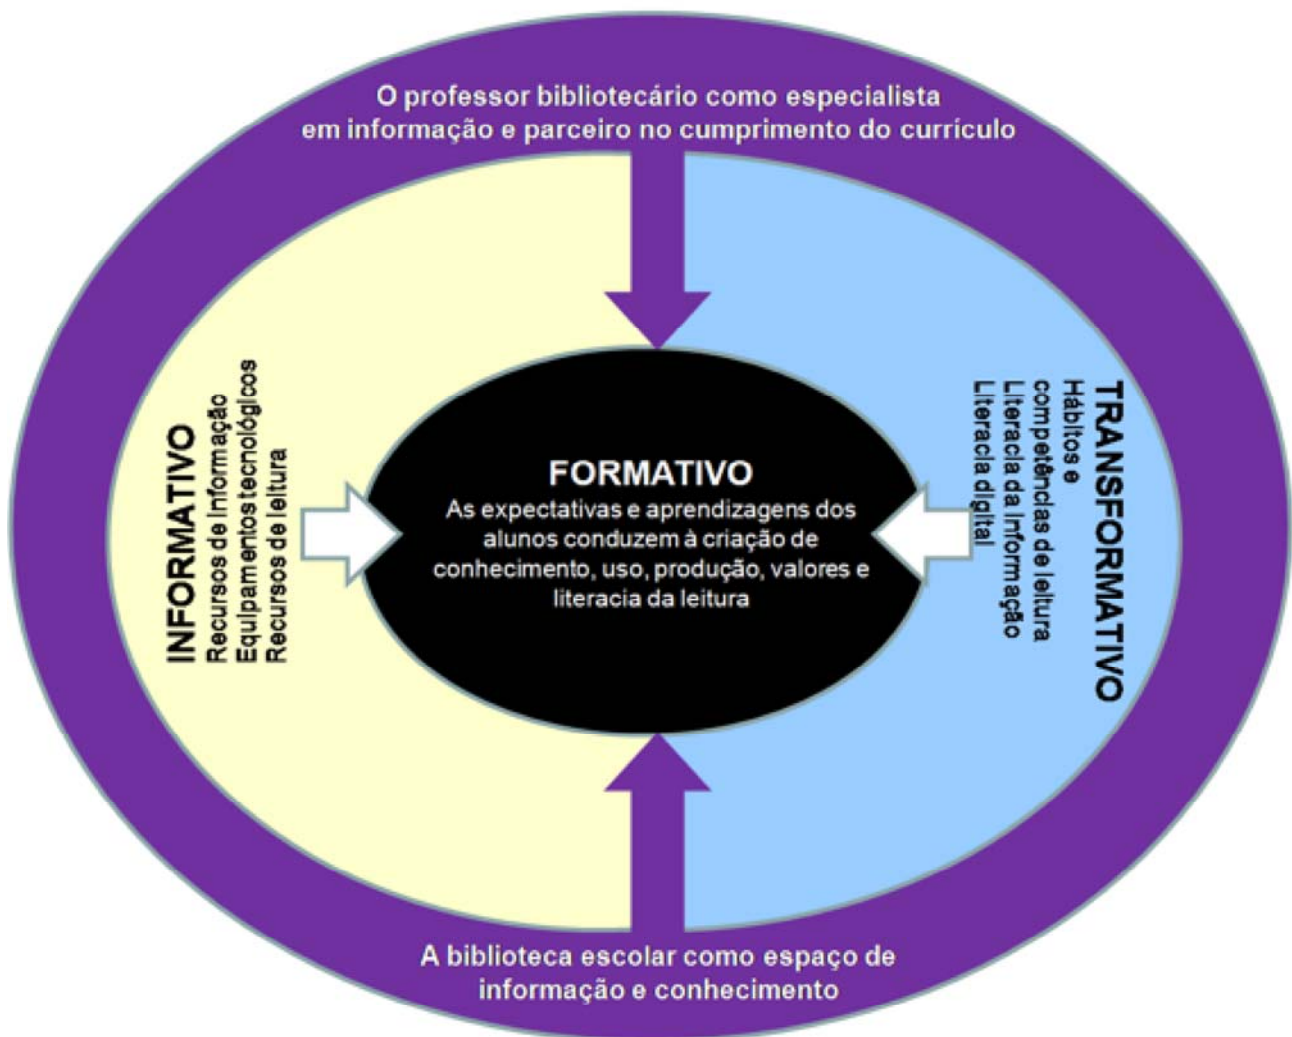 O professor bibliotecário como especialista
em informação e parceiro no cumprimento do currículo
INFORMATIVO
Recursos de Informação
Equipamentos tecnológicos
Recursos de leitura
FORMATIVO
As expectativas e aprendizagens dos
alunos conduzem à criação de
conhecimento, uso, produção, valores e
literacia da leitura
TRANSFORMATIVO
Hábitos e
competências de leitura
Literacia da Informação
Literacia digital
A biblioteca escolar como espaço de
informação e conhecimento